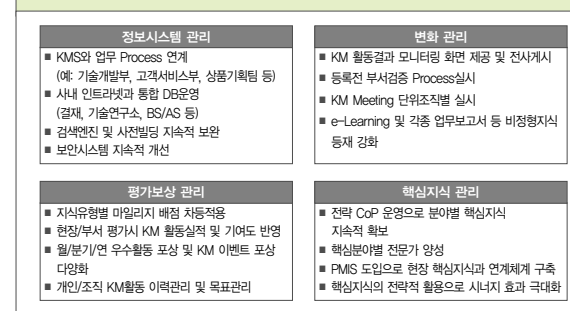 정보시스템 관리
■ KMS와 업무 Process 연계
(예: 기술개발부, 고객서비스부, 상품기획팀 등)
■ 사내 인트라넷과 통합 DB운영
(결재, 기술연구소, BS/AS 등)
■ 검색엔진 및 사전빌딩 지속적 보완
■ 보안시스템 지속적 개선
변화 관리
■ KM 활동결과 모니터링 화면 제공 및 전사게시
■ 등록전 부서검증 Process실시
■ KM Meeting 단위조직별 실시
■ e-Learning 및 각종 업무보고서 등 비정형지식
등재 강화
평가보상 관리
■ 지식유형별 마일리지 배점 차등적용
■ 현장/부서 평가시 KM 활동실적 및 기여도 반영
■ 월/분기/연 우수활동 포상 및 KM 이벤트 포상
다양화
■ 개인/조직 KM활동 이력관리 및 목표관리
핵심지식 관리
■ 전략 CoP 운영으로 분야별 핵심지식
지속적 확보
■ 핵심분야별 전문가 양성
■ PMIS 도입으로 현장 핵심지식과 연계체계 구축
■ 핵심지식의 전략적 활용으로 시너지 효과 극대화